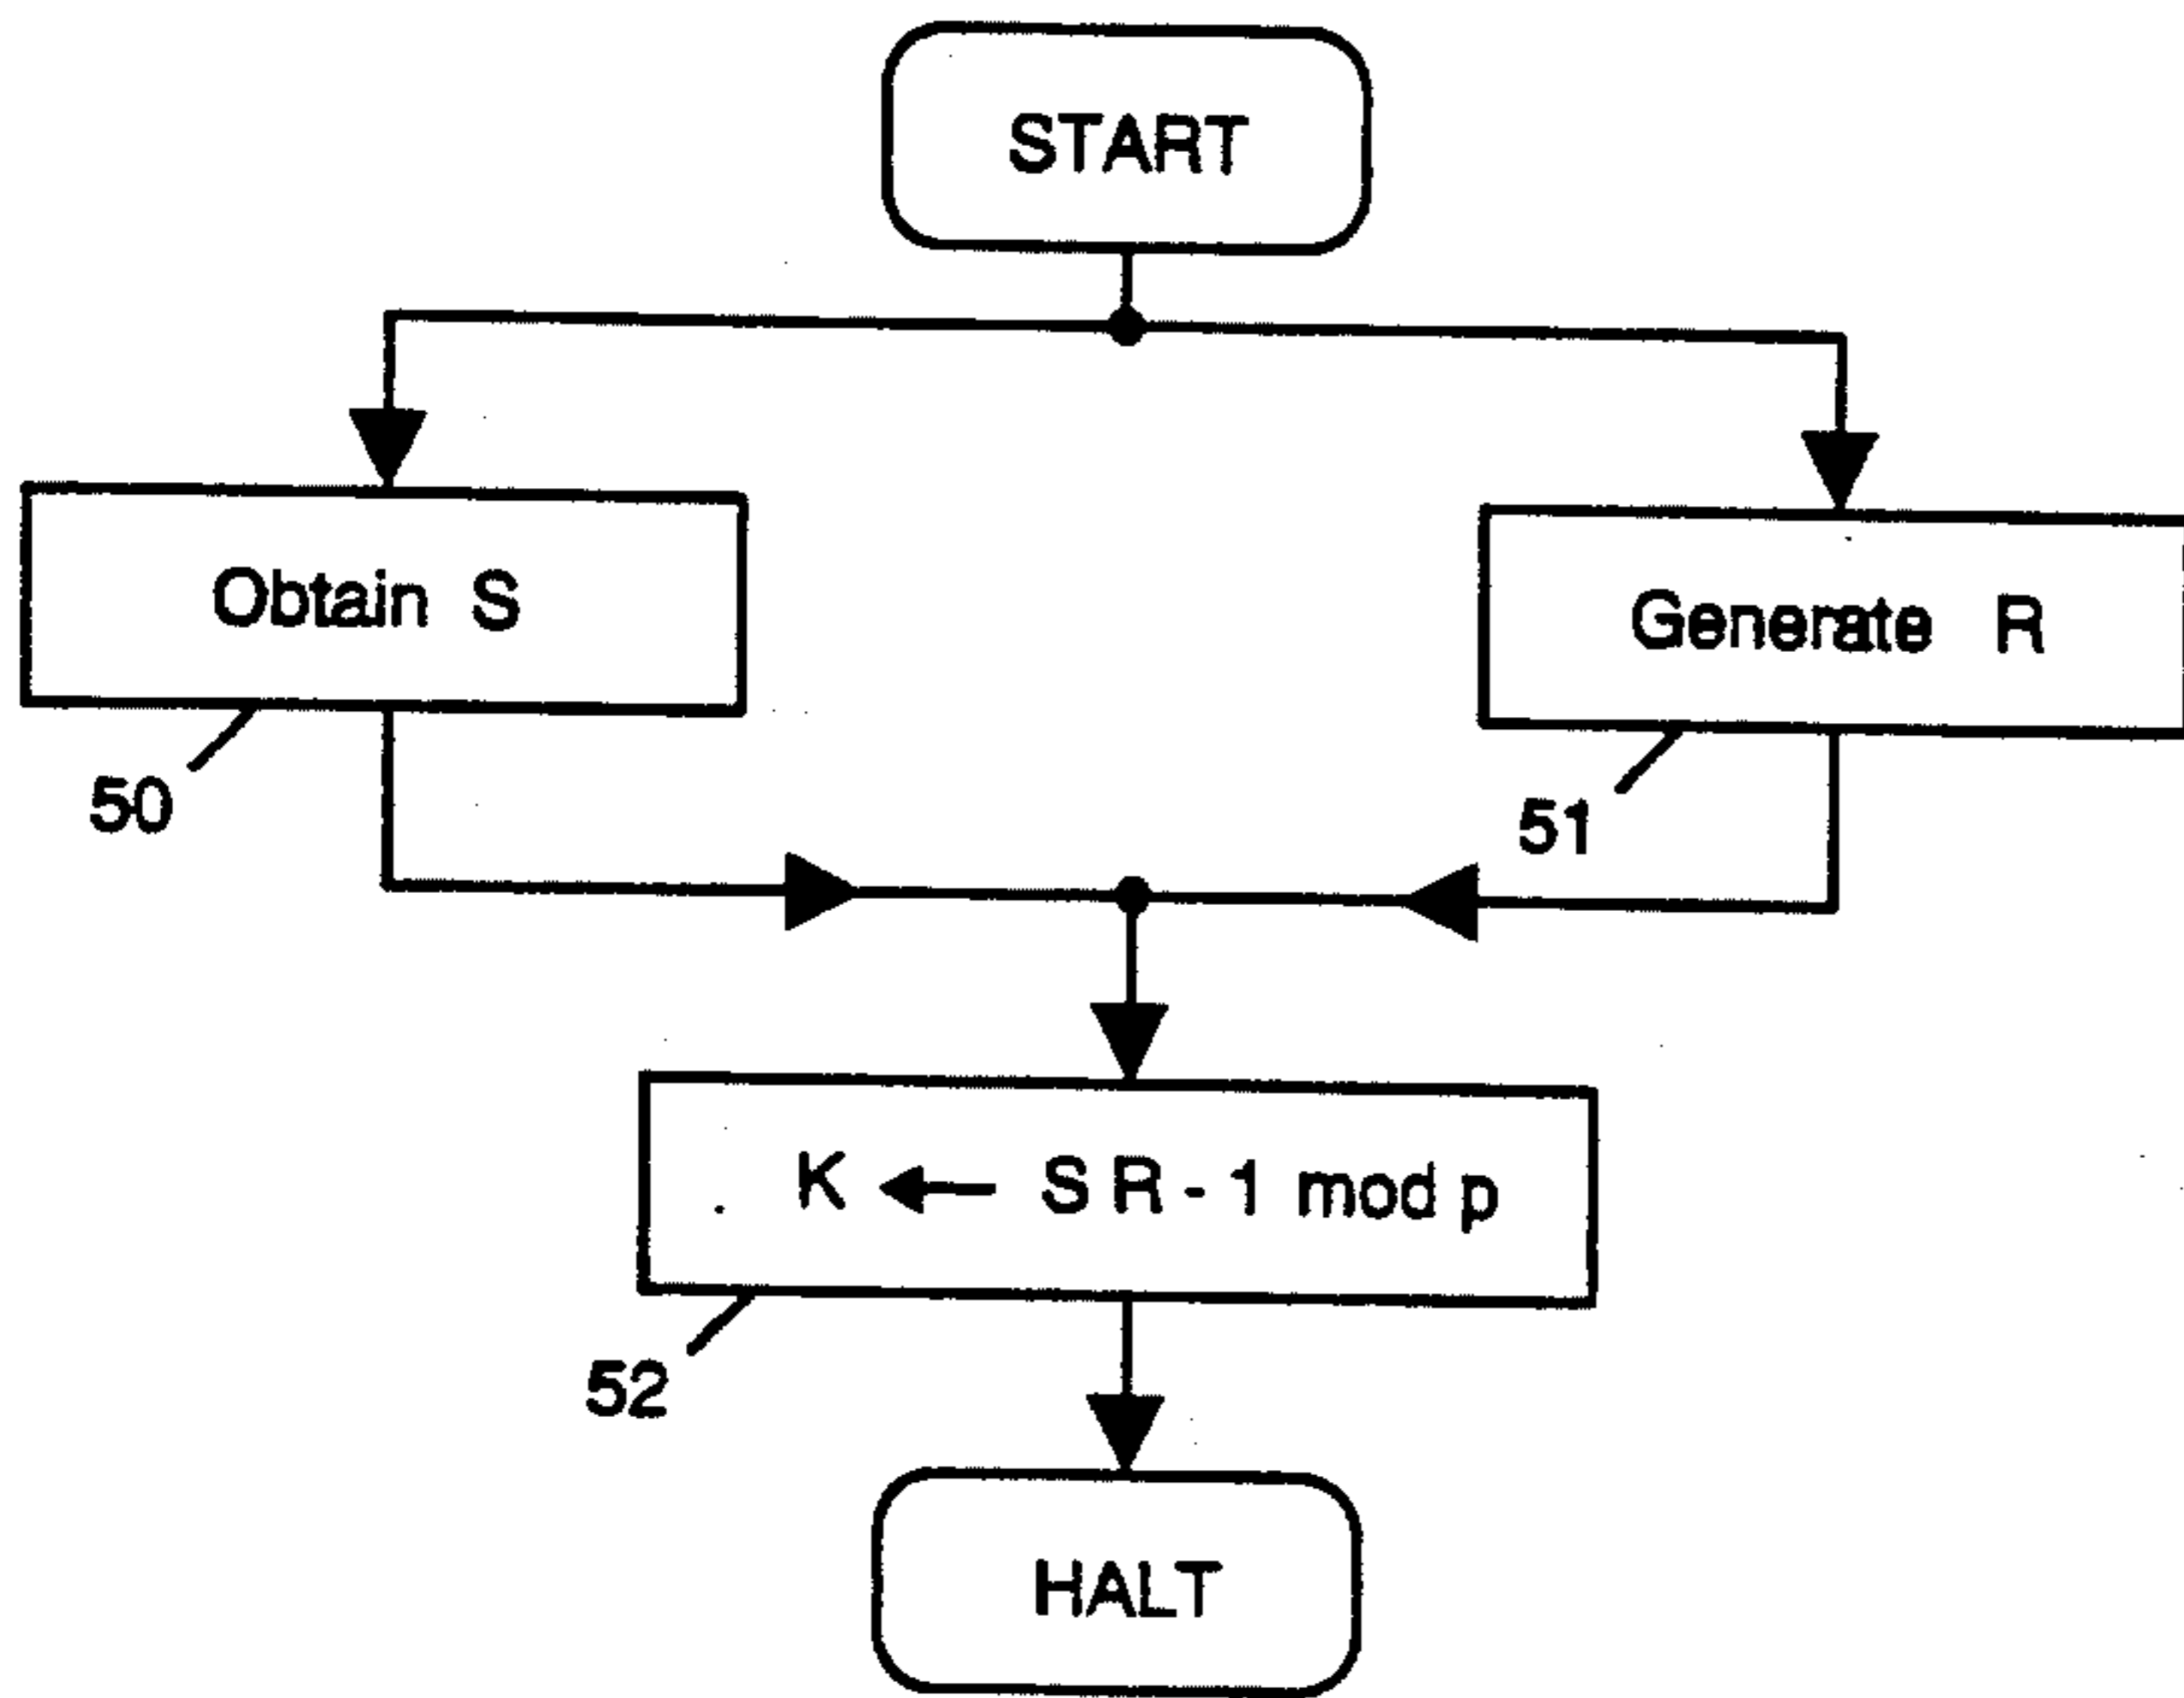 START
Obtain S
Generate R
50
51
K ← S R - 1 mod p
52
HALT